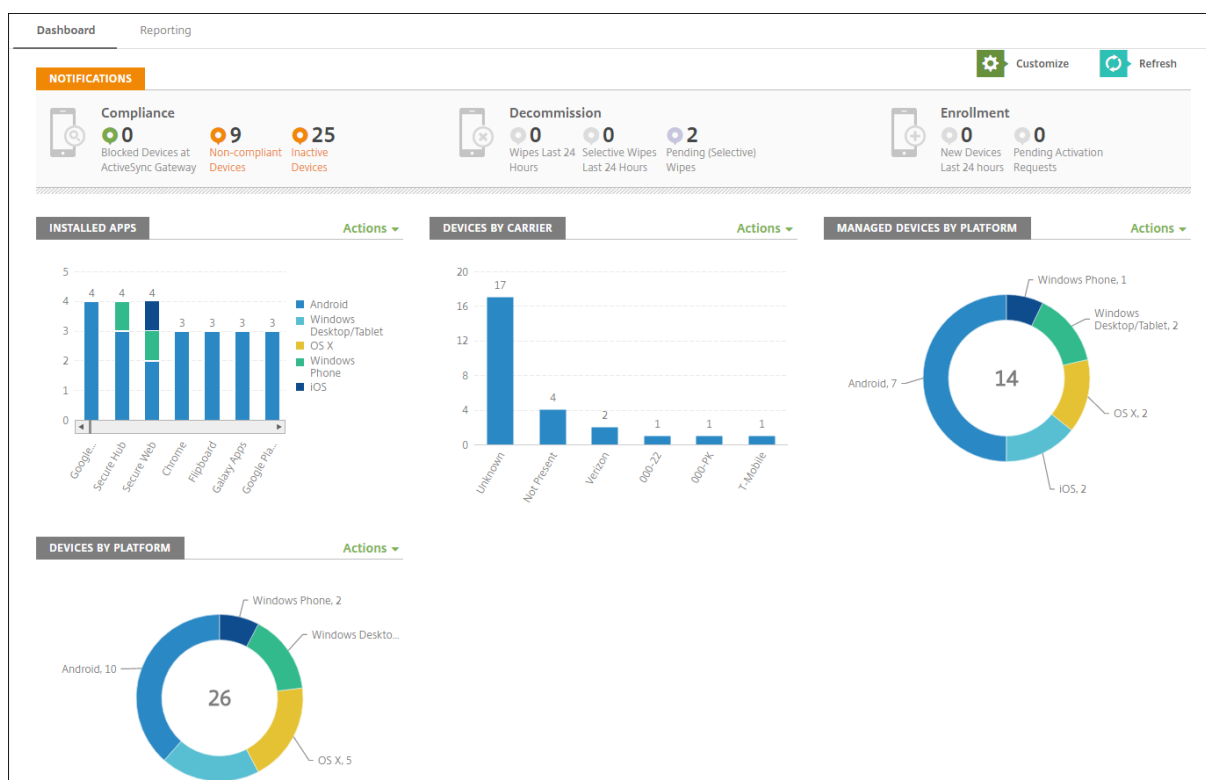 Dashboard Reporting
Customize Refresh
NOTIFICATIONS
Compliance
0 9 25
Blocked Devices at Non-compliant Inactive
ActiveSync Gateway Devices Devices
Decommission
0 0 2
Wipes Last 24 Selective Wipes Pending (Selective)
Hours Last 24 Hours Wipes
Enrollment
0 0
New Devices Pending Activation
Last 24 hours Requests
INSTALLED APPS Actions
5
4
3
2
1
0
4 4 4 3 3 3 3
Google...
Secure Hub
Secure Web
Chrome
Flipboard
Galaxy Apps
Google Pla...
Android
Windows
Desktop/Tablet
OS X
Windows
Phone
iOS
DEVICES BY CARRIER Actions
20
16
12
8
4
0
17 4 2 1 1 1
Unknown
Not Present
Verizon
000-22
000-PK
T-Mobile
MANAGED DEVICES BY PLATFORM Actions
Windows Phone, 1
Windows
Desktop/Tablet, 2
Android, 7
14
OS X, 2
iOS, 2
DEVICES BY PLATFORM Actions
Windows Phone, 2
Windows Deskto...
Android, 10
26
OS X, 5